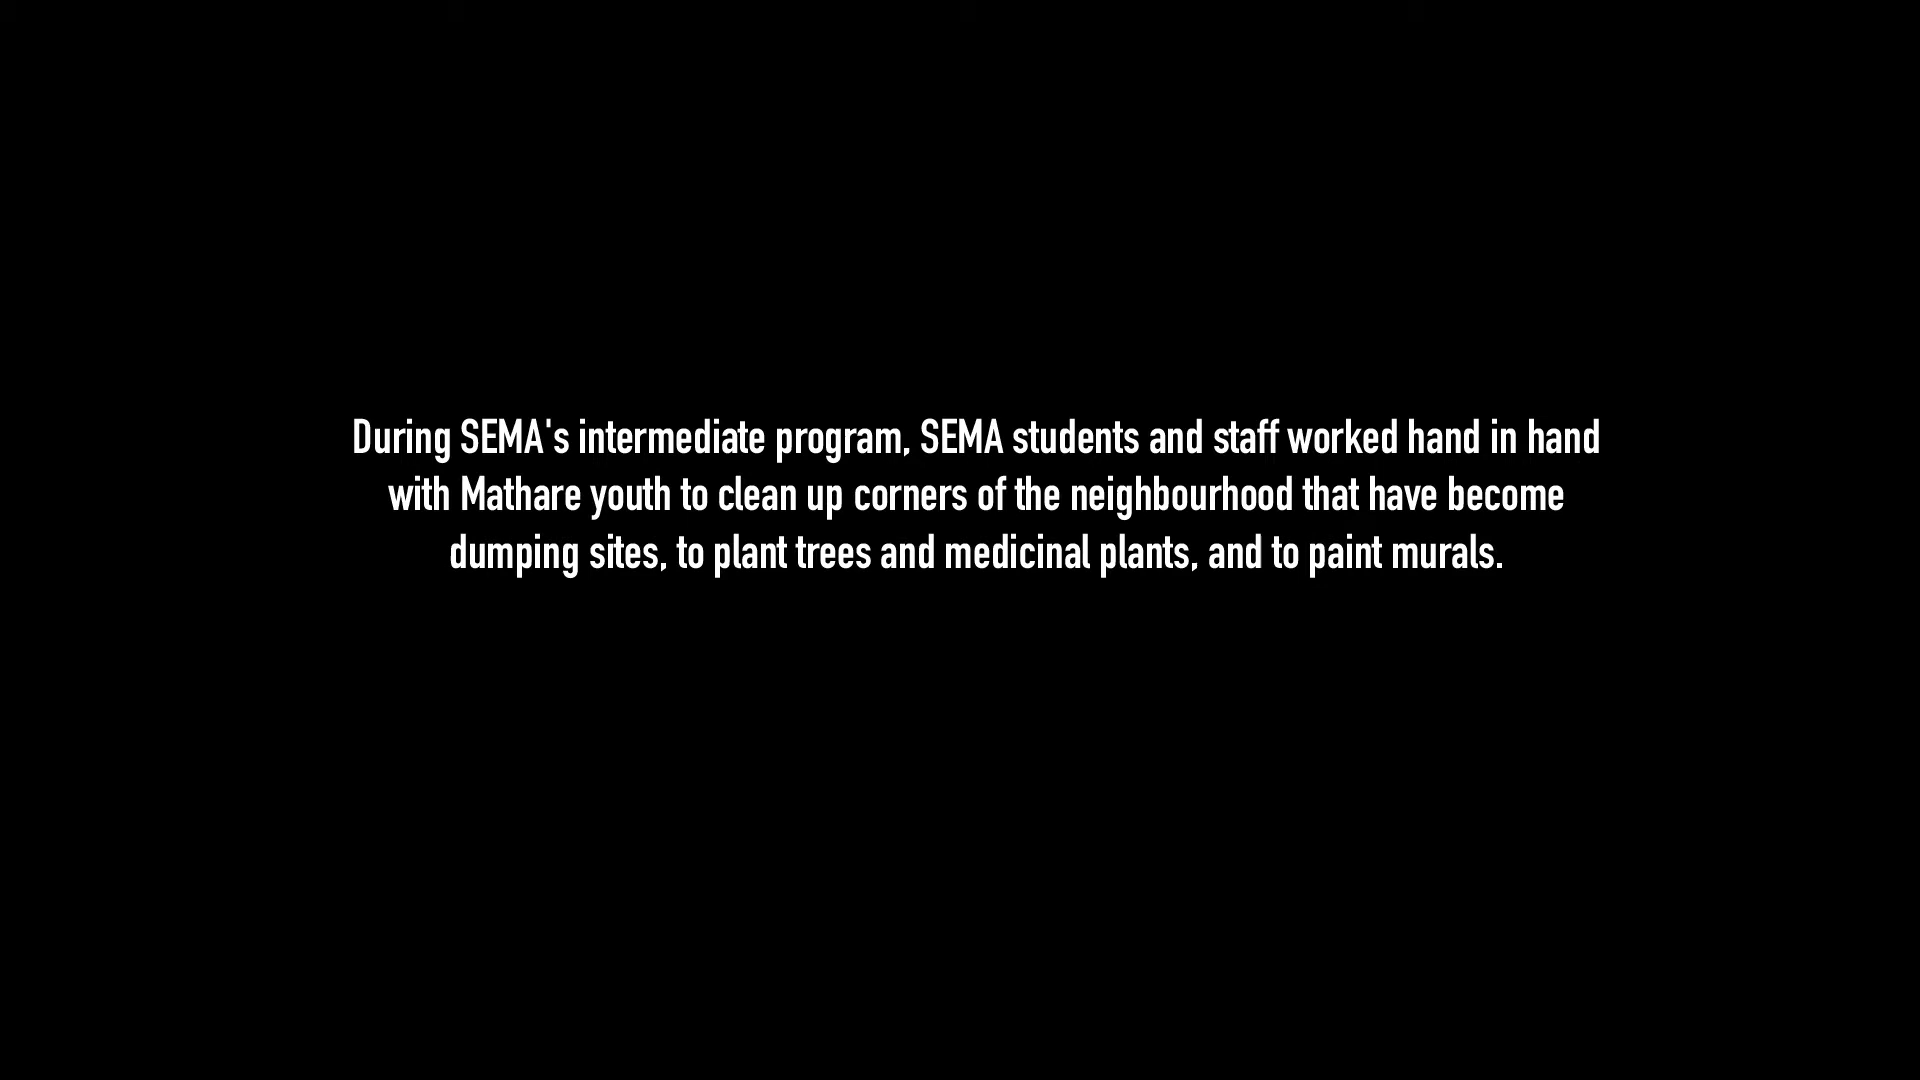 During SEMA's intermediate program, SEMA students and staff worked hand in hand
with Mathare youth to clean up corners of the neighbourhood that have become
dumping sites, to plant trees and medicinal plants, and to paint murals.